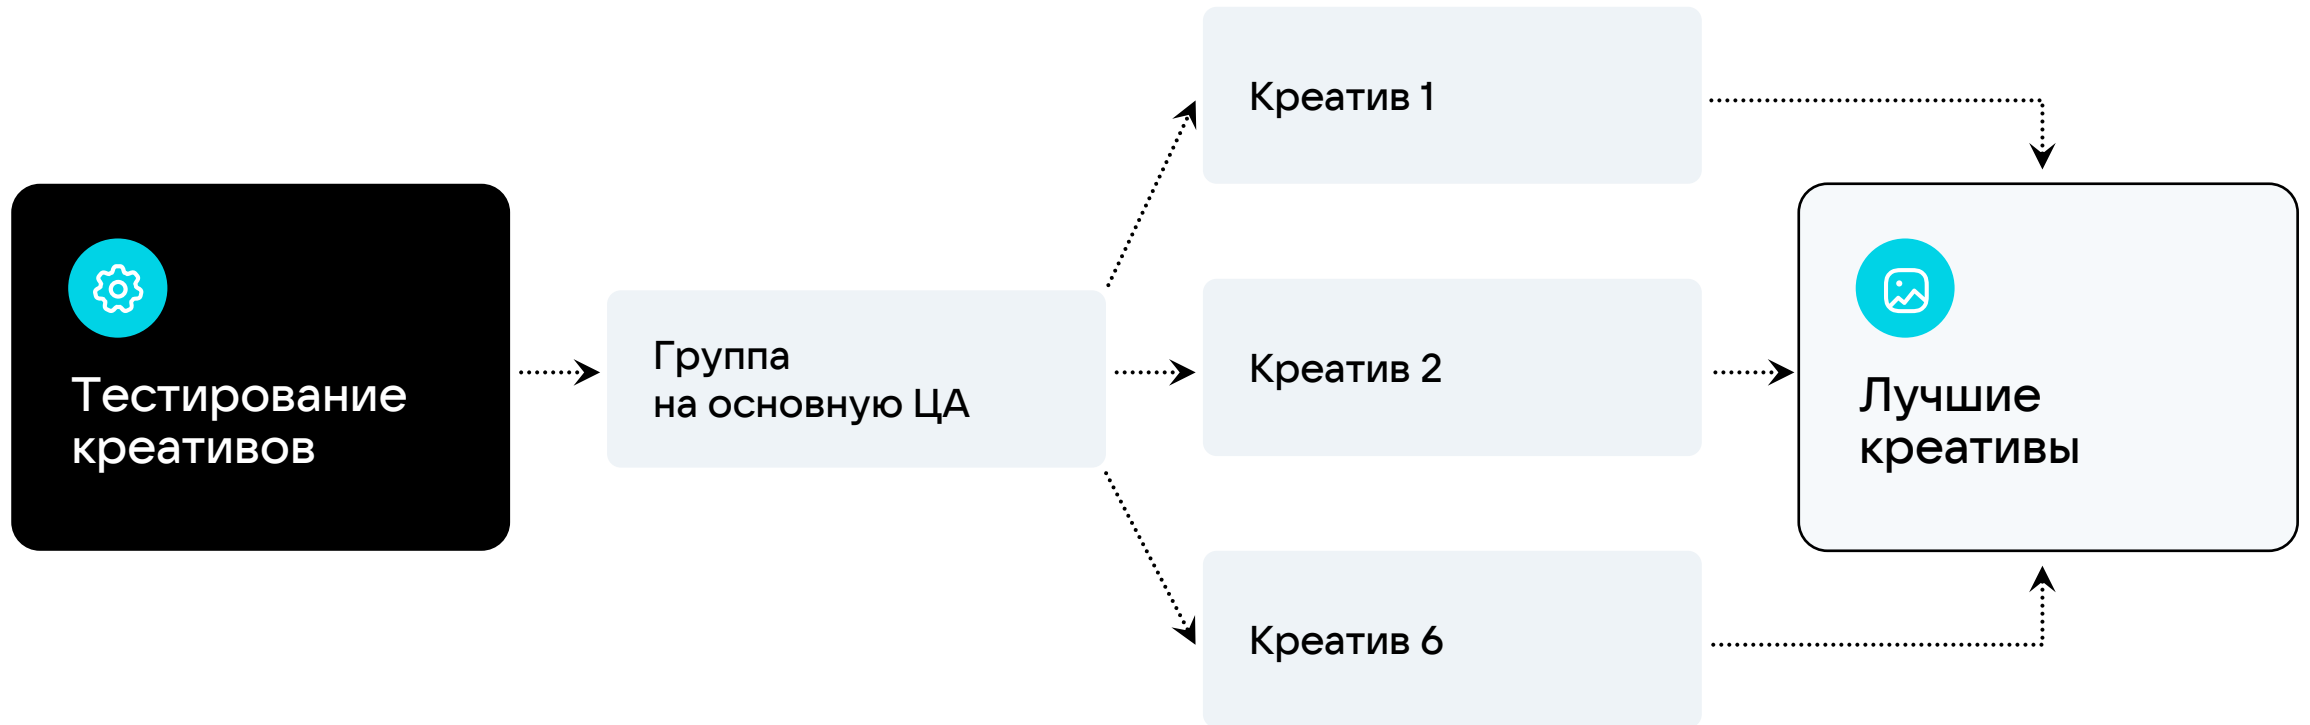 Тестирование
креативов
Группа
на основную ЦА
Креатив 1
Креатив 2
Креатив 6
Лучшие
креативы